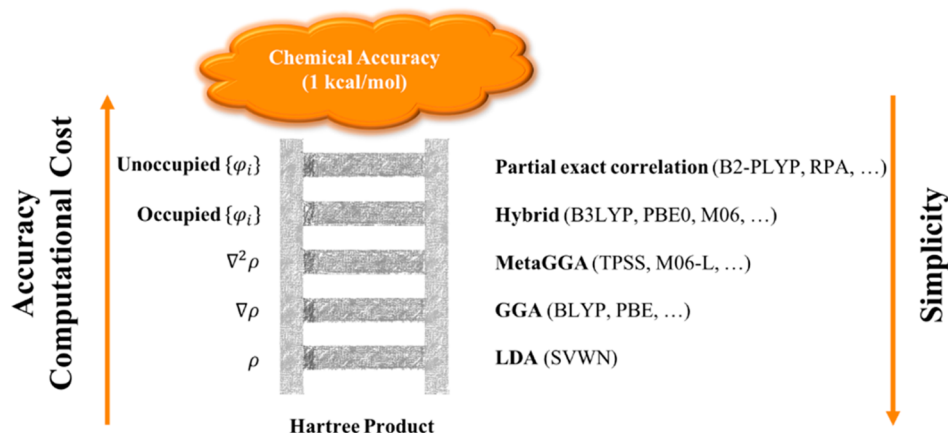 Chemical Accuracy
(1 kcal/mol)
Accuracy
Computational Cost
Unoccupied {φᵢ}
Partial exact correlation (B2-PLYP, RPA, …)
Occupied {φᵢ}
Hybrid (B3LYP, PBE0, M06, …)
∇²ρ
MetaGGA (TPSS, M06-L, …)
∇ρ
GGA (BLYP, PBE, …)
ρ
LDA (SVWN)
Hartree Product
Simplicity